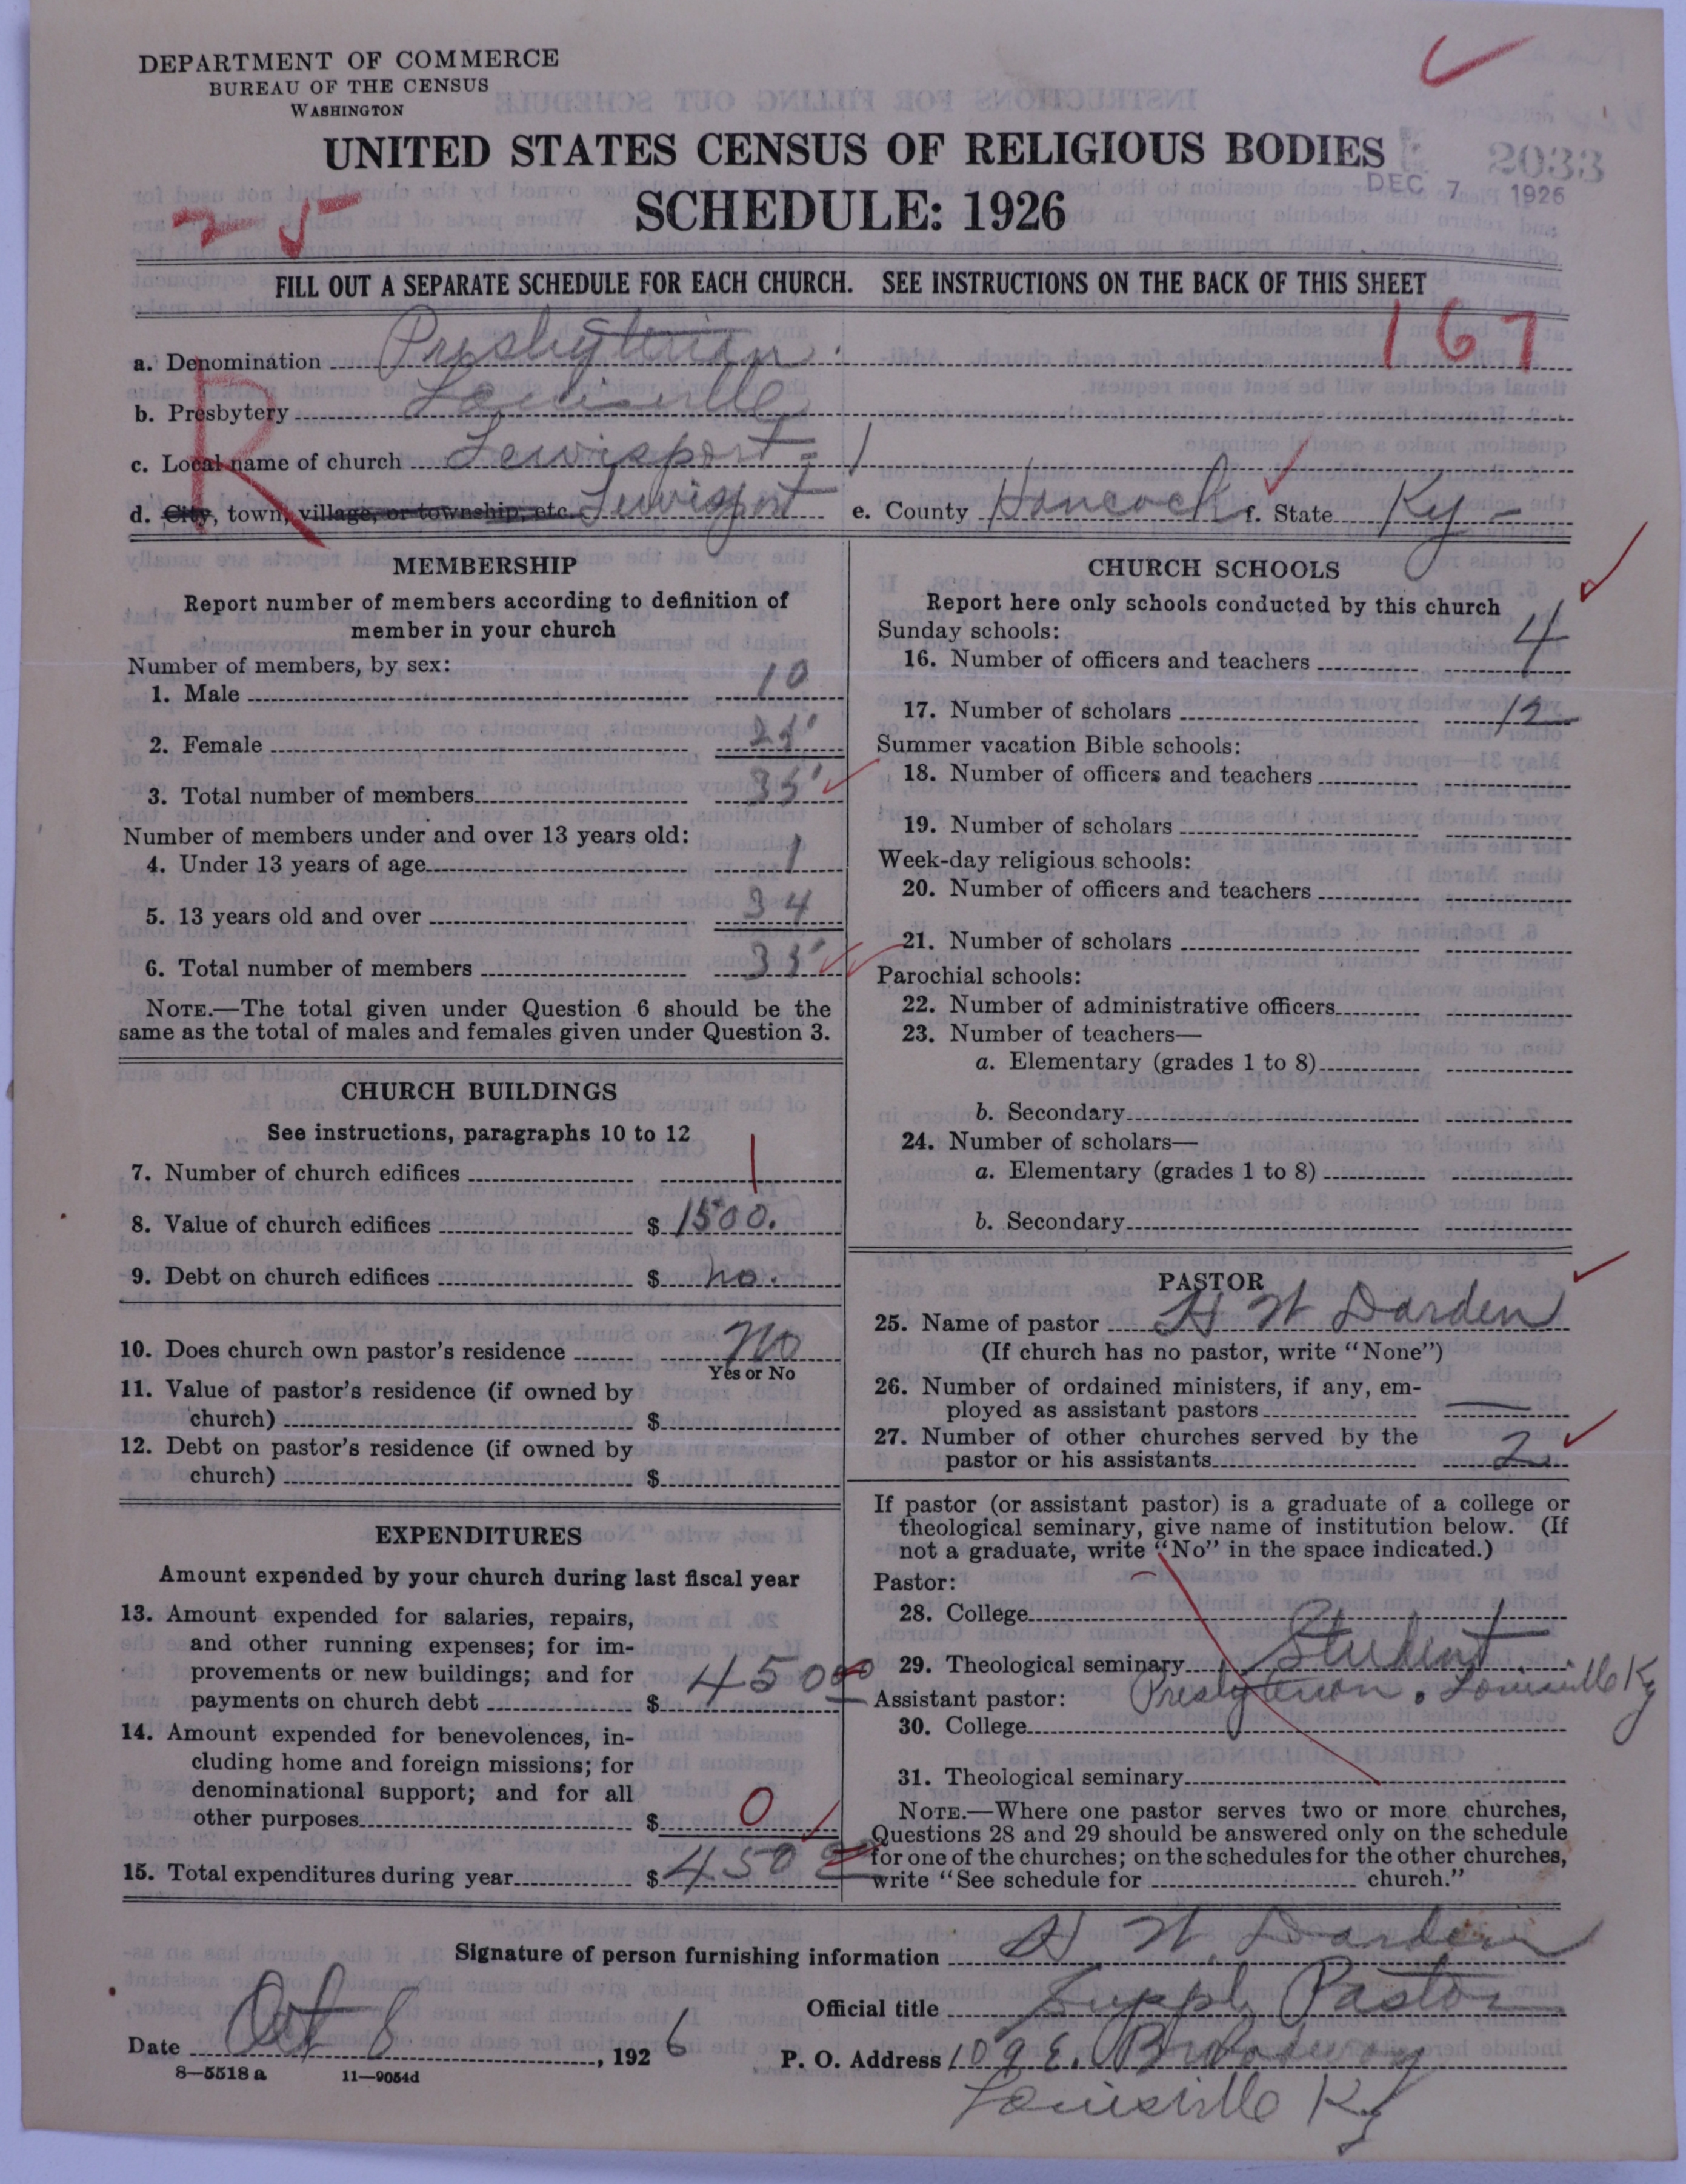 DEPARTMENT OF COMMERCE
BUREAU OF THE CENSUS
WASHINGTON
UNITED STATES CENSUS OF RELIGIOUS BODIES
SCHEDULE: 1926
2033
DEC 7 1926
25
FILL OUT A SEPARATE SCHEDULE FOR EACH CHURCH. SEE INSTRUCTIONS ON THE BACK OF THIS SHEET
167
R
a. Denomination Presbyterian.
b. Presbytery Louisville
c. Local name of church Lewisport
d. City, town, village, or township, etc. Lewisport e. County Hancock f. State Ky
MEMBERSHIP
Report number of members according to definition of
member in your church
Number of members, by sex:
1. Male 10
2. Female 25
3. Total number of members 35
Number of members under and over 13 years old:
4. Under 13 years of age 1
5. 13 years old and over 34
6. Total number of members 35
NOTE.—The total given under Question 6 should be the
same as the total of males and females given under Question 3.
CHURCH BUILDINGS
See instructions, paragraphs 10 to 12
7. Number of church edifices 1
8. Value of church edifices $ 1500.
9. Debt on church edifices $ no.
10. Does church own pastor's residence No
Yes or No
11. Value of pastor's residence (if owned by
church) $
12. Debt on pastor's residence (if owned by
church) $
EXPENDITURES
Amount expended by your church during last fiscal year
13. Amount expended for salaries, repairs,
and other running expenses; for im-
provements or new buildings; and for
payments on church debt $ 450 00
14. Amount expended for benevolences, in-
cluding home and foreign missions; for
denominational support; and for all
other purposes $ 0
15. Total expenditures during year $ 450
CHURCH SCHOOLS
Report here only schools conducted by this church
Sunday schools:
16. Number of officers and teachers 4
17. Number of scholars 12
Summer vacation Bible schools:
18. Number of officers and teachers
19. Number of scholars
Week-day religious schools:
20. Number of officers and teachers
21. Number of scholars
Parochial schools:
22. Number of administrative officers
23. Number of teachers—
a. Elementary (grades 1 to 8)
b. Secondary
24. Number of scholars—
a. Elementary (grades 1 to 8)
b. Secondary
PASTOR
25. Name of pastor H W Darden
(If church has no pastor, write "None")
26. Number of ordained ministers, if any, em-
ployed as assistant pastors —
27. Number of other churches served by the
pastor or his assistants 2
If pastor (or assistant pastor) is a graduate of a college or
theological seminary, give name of institution below. (If
not a graduate, write "No" in the space indicated.)
Pastor:
28. College
29. Theological seminary Student
Assistant pastor: Presbyterian. Louisville Ky
30. College
31. Theological seminary
NOTE.—Where one pastor serves two or more churches,
Questions 28 and 29 should be answered only on the schedule
for one of the churches; on the schedules for the other churches,
write "See schedule for church."
Signature of person furnishing information H W Darden
Official title Supply Pastor
Date Oct 8, 1926 P. O. Address 109 E. Broadway
8—5518 a 11—9054d
Louisville Ky